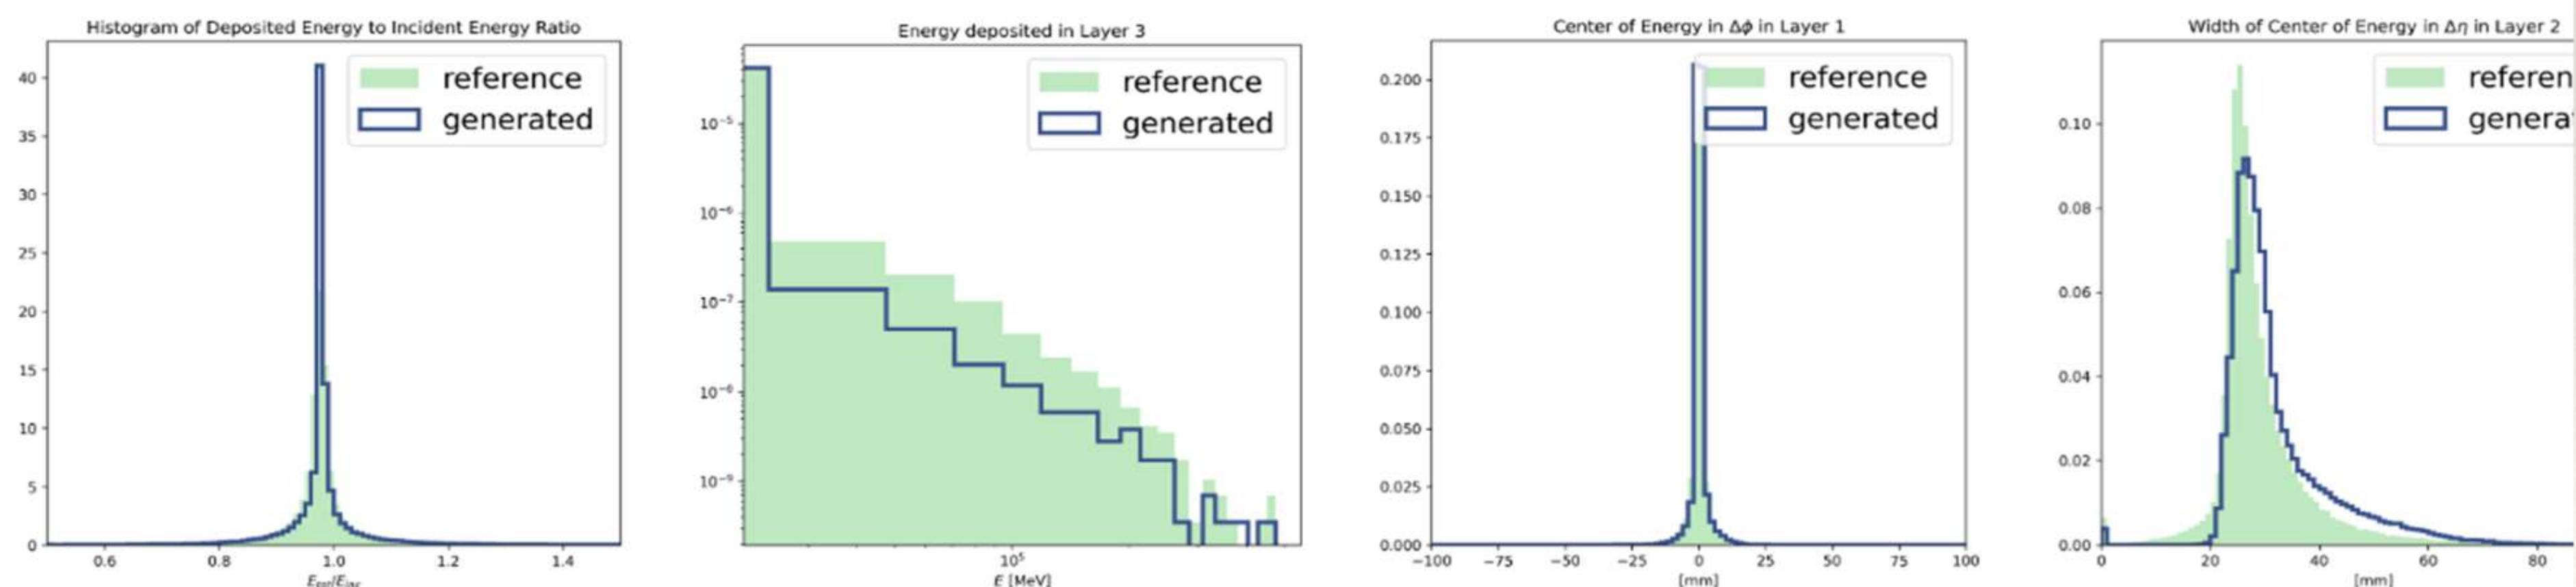 Histogram of Deposited Energy to Incident Energy Ratio
40
35
30
25
20
15
10
5
0
0.6 0.8 1.0 1.2 1.4
E_tot/E_inc
reference
generated
Energy deposited in Layer 3
10⁻⁵
10⁻⁶
10⁻⁷
10⁻⁸
10⁻⁹
10⁵
E [MeV]
reference
generated
Center of Energy in Δϕ in Layer 1
0.200
0.175
0.150
0.125
0.100
0.075
0.050
0.025
0.000
−100 −75 −50 −25 0 25 50 75 100
[mm]
reference
generated
Width of Center of Energy in Δη in Layer 2
0.10
0.08
0.06
0.04
0.02
0.00
0 20 40 60 80
[mm]
referen
genera